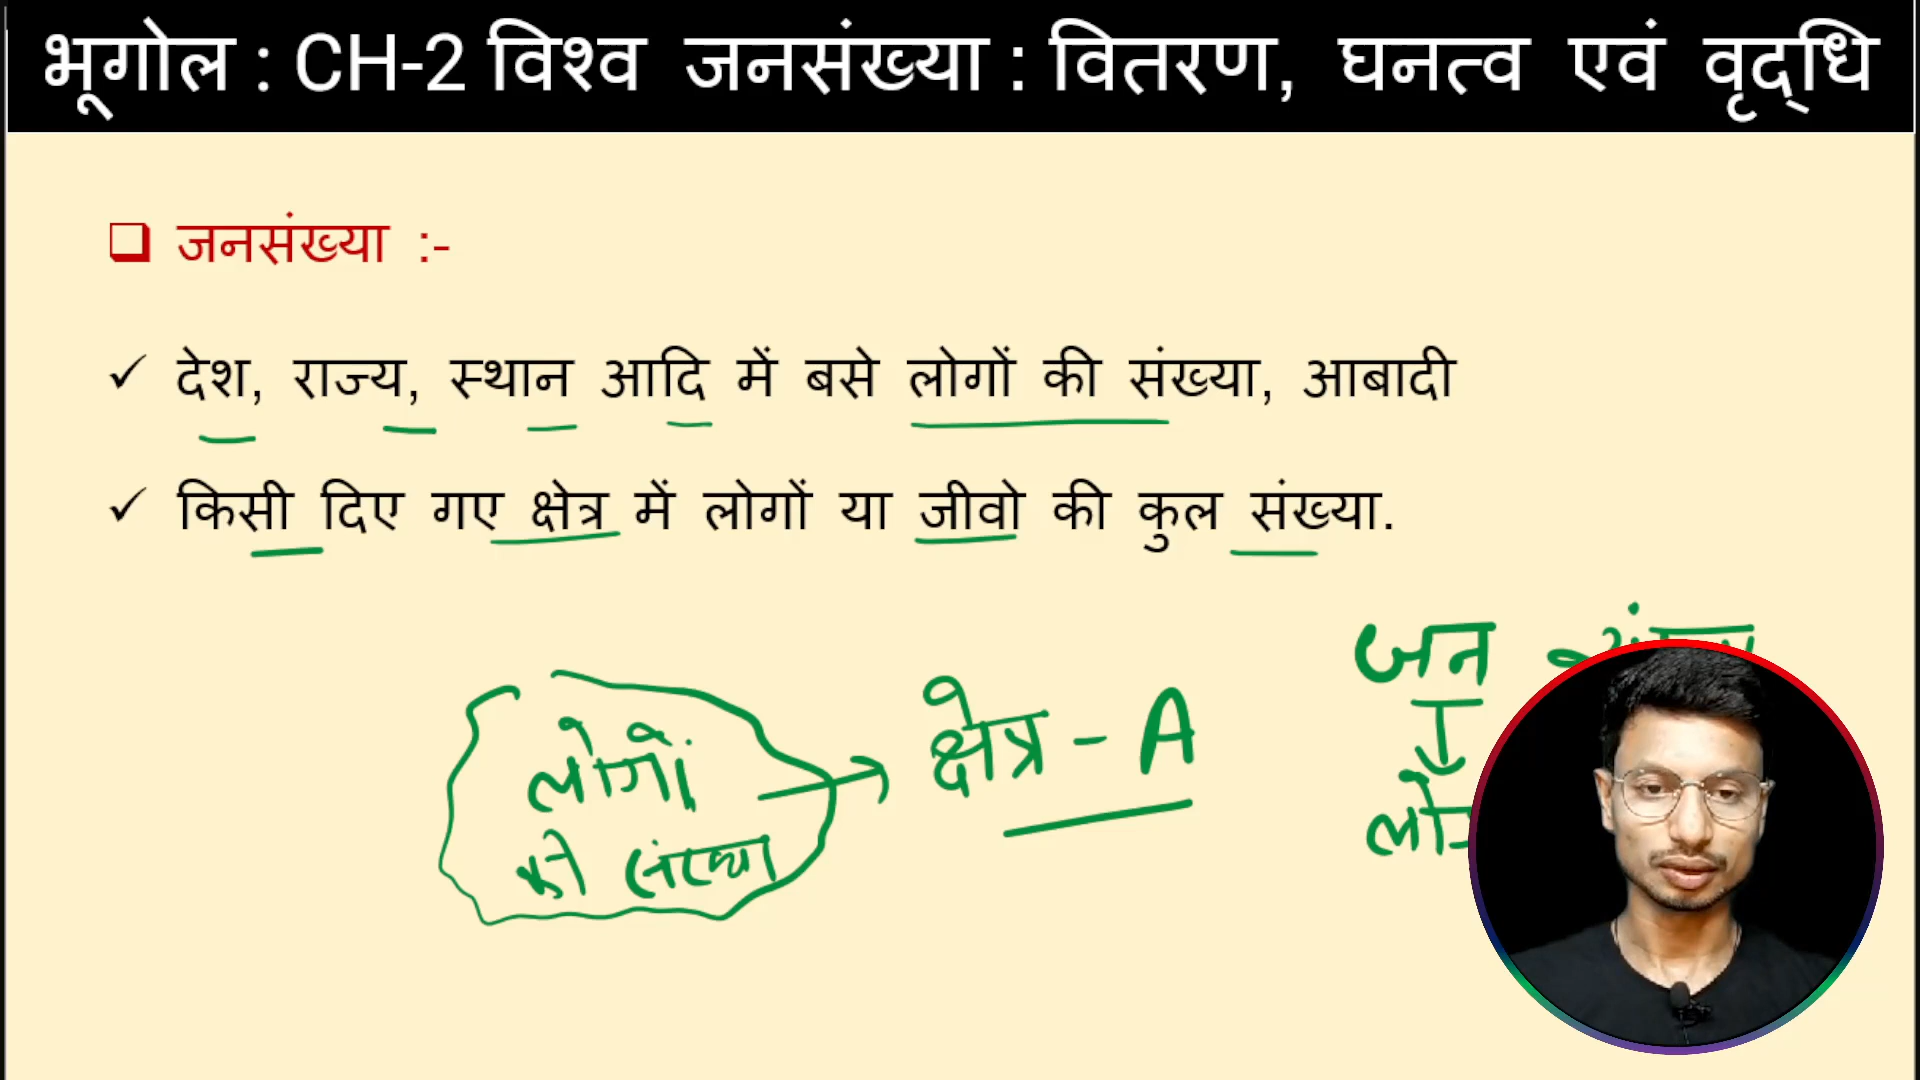 भूगोल : CH-2 विश्व जनसंख्या : वितरण, घनत्व एवं वृद्धि
जनसंख्या :-
देश, राज्य, स्थान आदि में बसे लोगों की संख्या, आबादी
किसी दिए गए क्षेत्र में लोगों या जीवो की कुल संख्या.
जन
लोगों
की संख्या
क्षेत्र - A